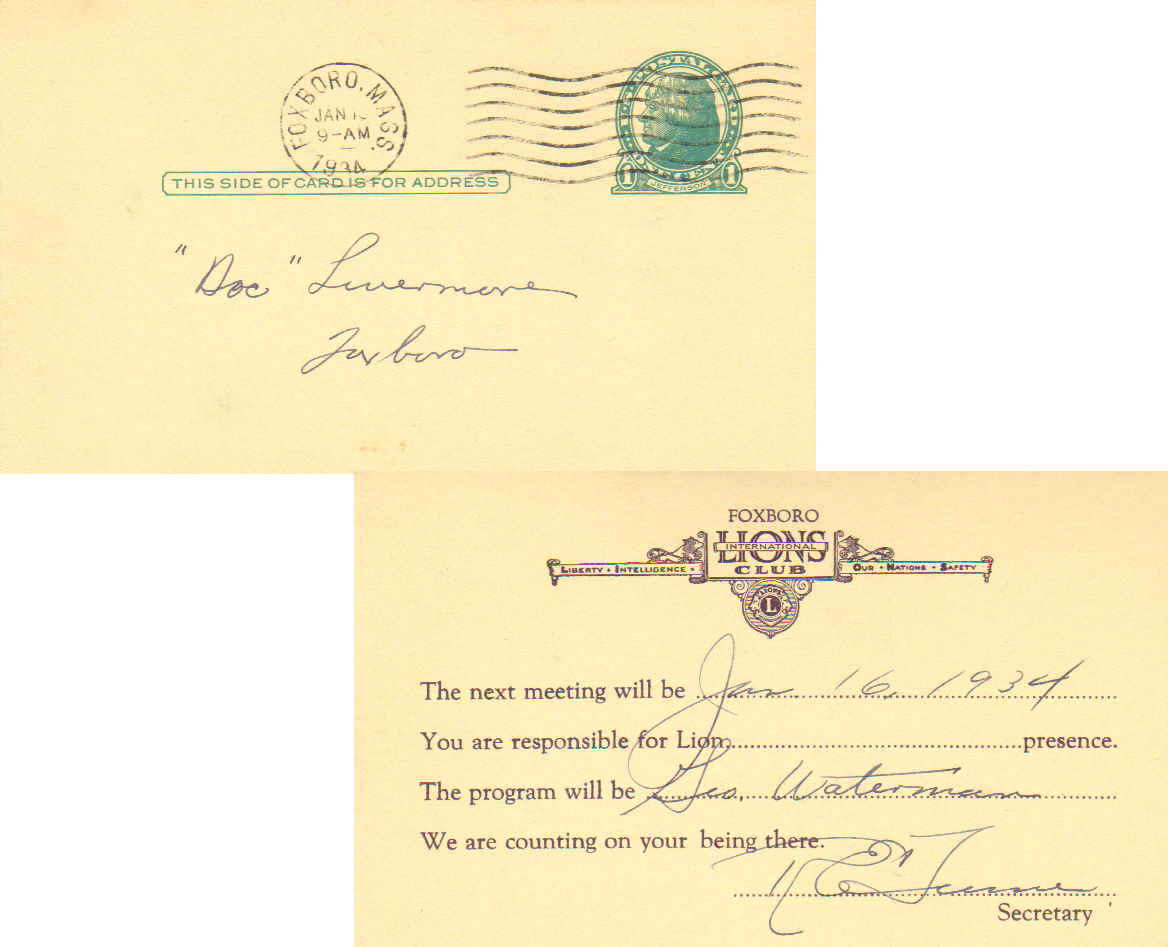 FOXBORO, MASS.
JAN
9-AM
1934
U.S. POSTAL CARD
ONE CENT
1 JEFFERSON 1
THIS SIDE OF CARD IS FOR ADDRESS
"Doc" Livermore
Foxboro
FOXBORO
LIONS
INTERNATIONAL
CLUB
LIBERTY • INTELLIGENCE •
OUR • NATIONS • SAFETY
L
The next meeting will be Jan. 16, 1934
You are responsible for Lion presence.
The program will be Geo. Waterman
We are counting on your being there.
Secretary